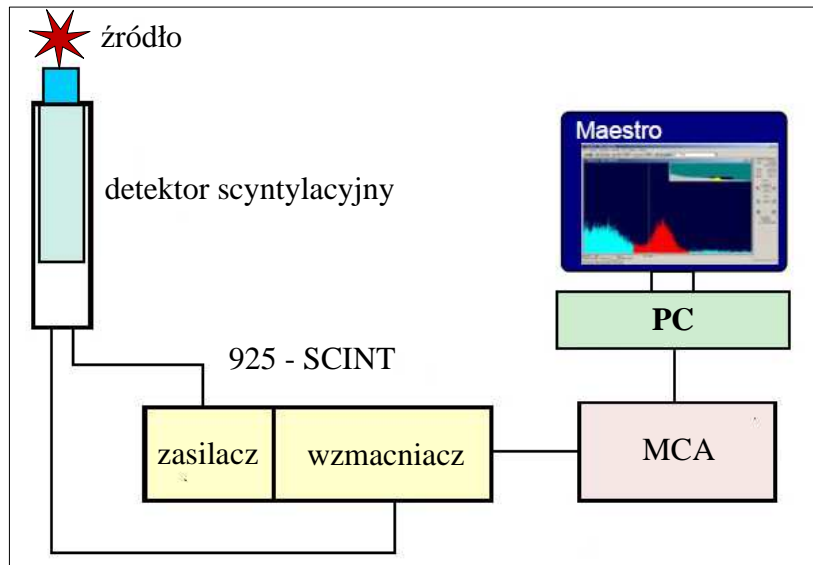 źródło
Maestro
detektor scyntylacyjny
PC
925 - SCINT
zasilacz
wzmacniacz
MCA